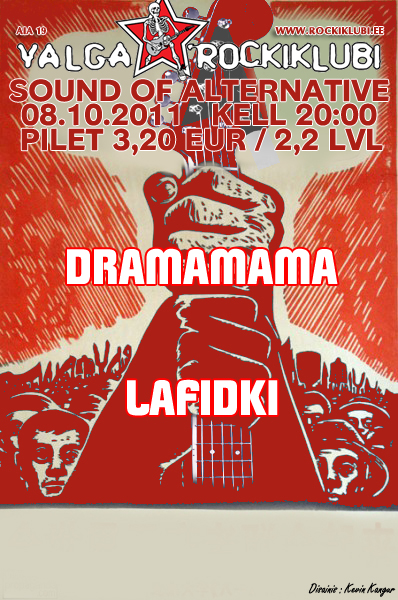 AIA 19
WWW.ROCKIKLUBI.EE
VALGA ROCKIKLUBI
SOUND OF ALTERNATIVE
08.10.2011 KELL 20:00
PILET 3,20 EUR / 2,2 LVL
DRAMAMAMA
LAFIDKI
Disainis : Kevin Kangur